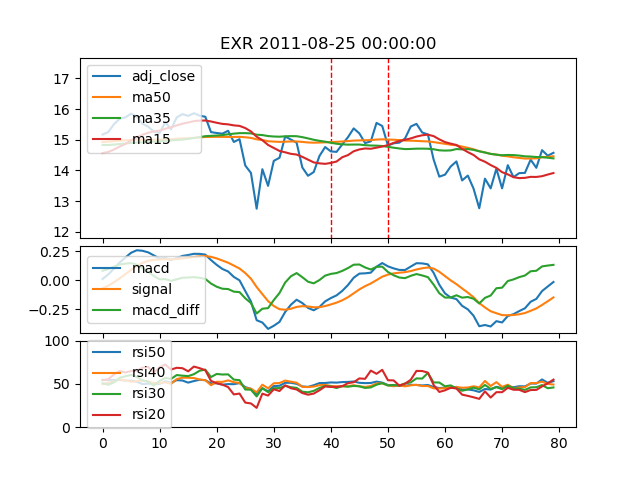 EXR 2011-08-25 00:00:00
17
16
15
14
13
12
adj_close
ma50
ma35
ma15
0.25
0.00
−0.25
macd
signal
macd_diff
100
50
0
rsi50
rsi40
rsi30
rsi20
0 10 20 30 40 50 60 70 80